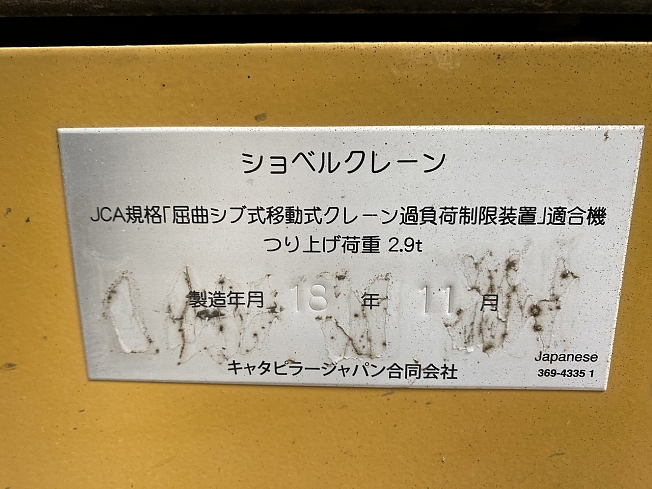 ショベルクレーン
JCA規格「屈曲シブ式移動式クレーン過負荷制限装置」適合機
つり上げ荷重 2.9t
製造年月 18 年 11 月
キャタピラージャパン合同会社
Japanese
369-4335 1